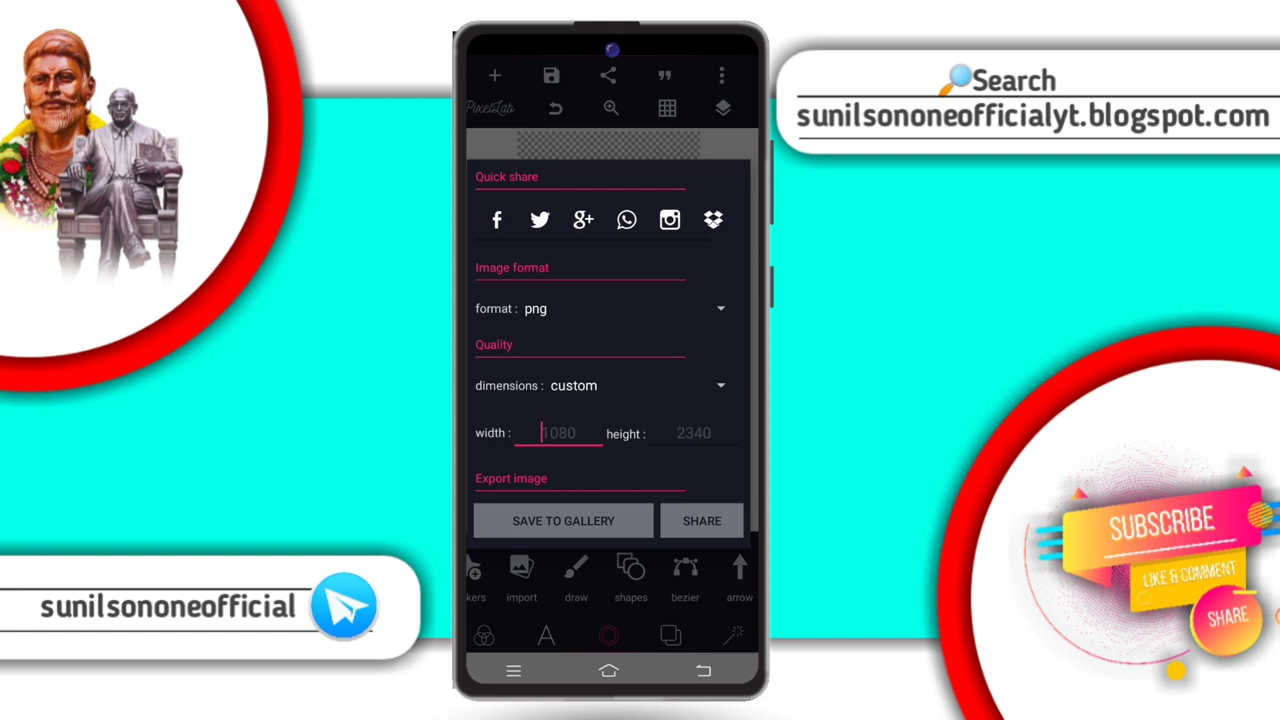 Search
sunilsononeofficialyt.blogspot.com
PixelLab
Quick share
Image format
format : png
Quality
dimensions : custom
width : 1080 height : 2340
Export image
SAVE TO GALLERY SHARE
kers import draw shapes bezier arrow
sunilsononeofficial
SUBSCRIBE
LIKE & COMMENT
SHARE